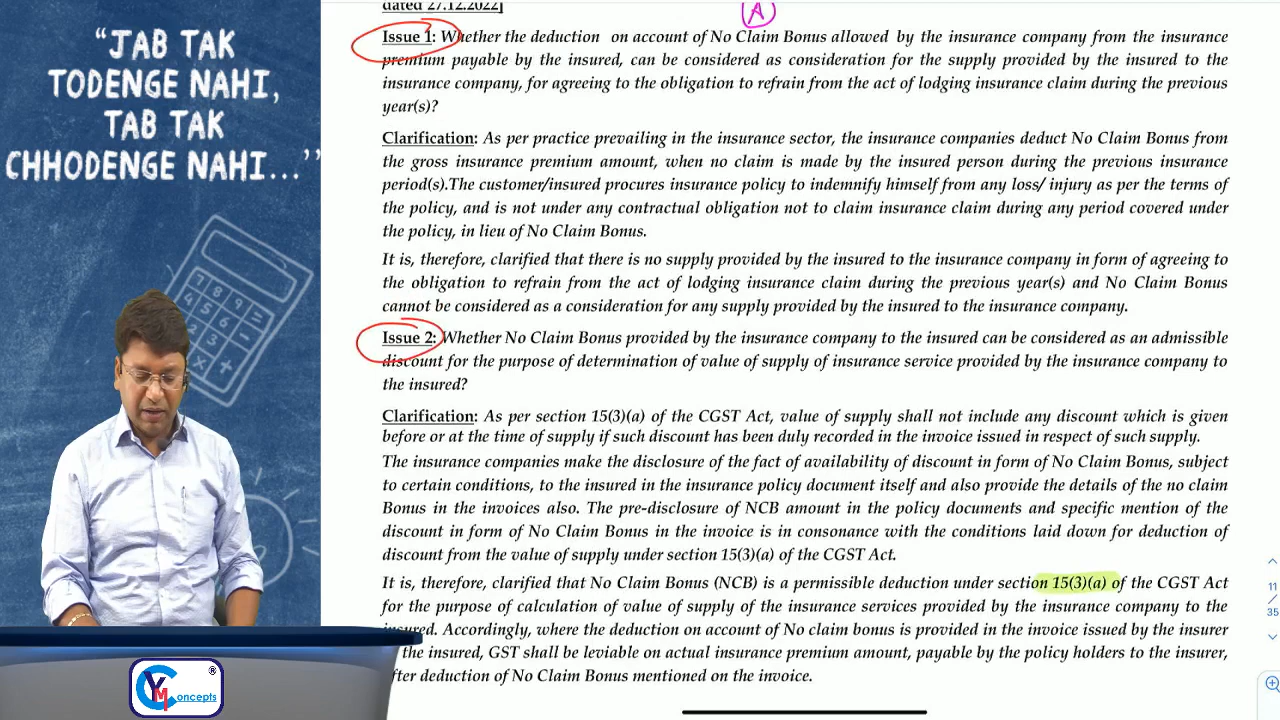 “JAB TAK
TODENGE NAHI,
TAB TAK
CHHODENGE NAHI...’’
dated 27.12.2022]
A
Issue 1: Whether the deduction on account of No Claim Bonus allowed by the insurance company from the insurance
premium payable by the insured, can be considered as consideration for the supply provided by the insured to the
insurance company, for agreeing to the obligation to refrain from the act of lodging insurance claim during the previous
year(s)?
Clarification: As per practice prevailing in the insurance sector, the insurance companies deduct No Claim Bonus from
the gross insurance premium amount, when no claim is made by the insured person during the previous insurance
period(s).The customer/insured procures insurance policy to indemnify himself from any loss/ injury as per the terms of
the policy, and is not under any contractual obligation not to claim insurance claim during any period covered under
the policy, in lieu of No Claim Bonus.
It is, therefore, clarified that there is no supply provided by the insured to the insurance company in form of agreeing to
the obligation to refrain from the act of lodging insurance claim during the previous year(s) and No Claim Bonus
cannot be considered as a consideration for any supply provided by the insured to the insurance company.
Issue 2: Whether No Claim Bonus provided by the insurance company to the insured can be considered as an admissible
discount for the purpose of determination of value of supply of insurance service provided by the insurance company to
the insured?
Clarification: As per section 15(3)(a) of the CGST Act, value of supply shall not include any discount which is given
before or at the time of supply if such discount has been duly recorded in the invoice issued in respect of such supply.
The insurance companies make the disclosure of the fact of availability of discount in form of No Claim Bonus, subject
to certain conditions, to the insured in the insurance policy document itself and also provide the details of the no claim
Bonus in the invoices also. The pre-disclosure of NCB amount in the policy documents and specific mention of the
discount in form of No Claim Bonus in the invoice is in consonance with the conditions laid down for deduction of
discount from the value of supply under section 15(3)(a) of the CGST Act.
It is, therefore, clarified that No Claim Bonus (NCB) is a permissible deduction under section 15(3)(a) of the CGST Act
for the purpose of calculation of value of supply of the insurance services provided by the insurance company to the
insured. Accordingly, where the deduction on account of No claim bonus is provided in the invoice issued by the insurer
the insured, GST shall be leviable on actual insurance premium amount, payable by the policy holders to the insurer,
fter deduction of No Claim Bonus mentioned on the invoice.
11
/
35
YM Concepts